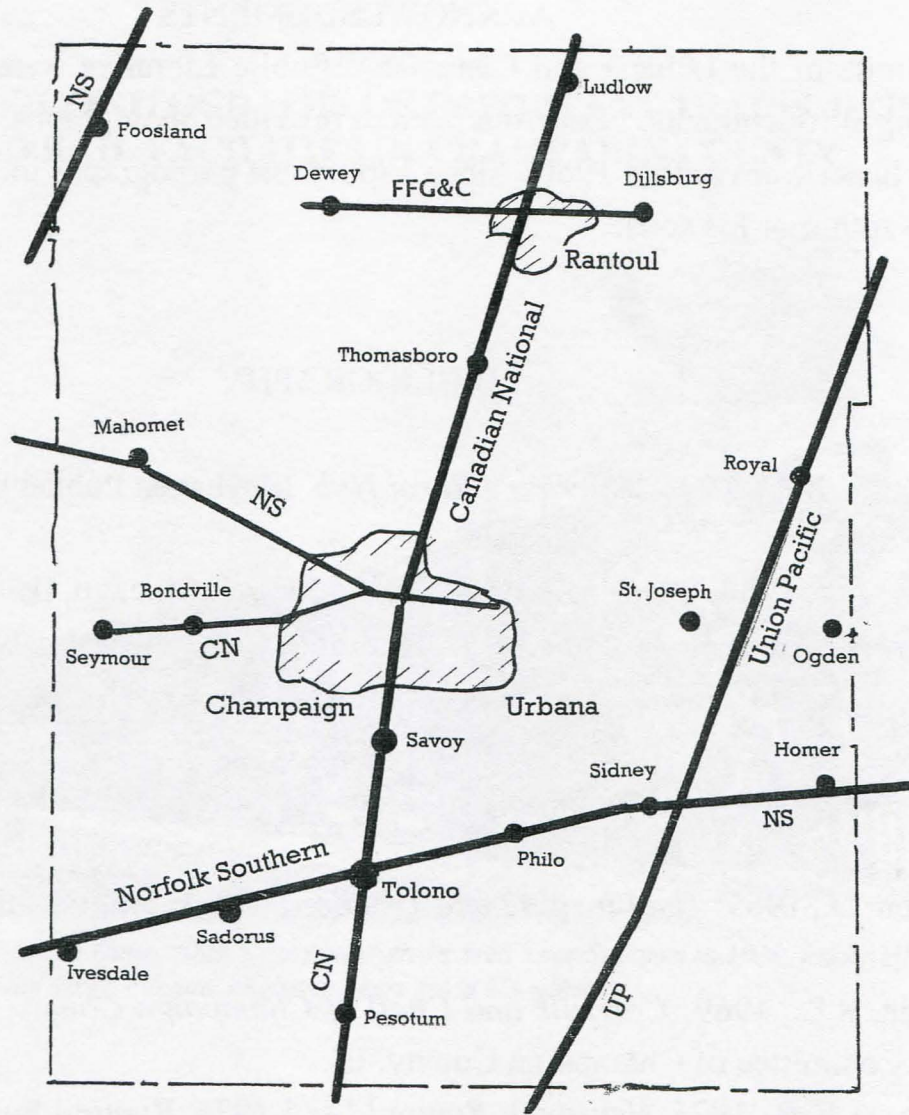 NS
Foosland
Ludlow
Dewey
FFG&C
Dillsburg
Rantoul
Thomasboro
Canadian National
Mahomet
NS
Royal
Union Pacific
Bondville
St. Joseph
Seymour
CN
Ogden
Champaign
Urbana
Savoy
Homer
Sidney
NS
Philo
Norfolk Southern
Tolono
Sadorus
Ivesdale
CN
UP
Pesotum